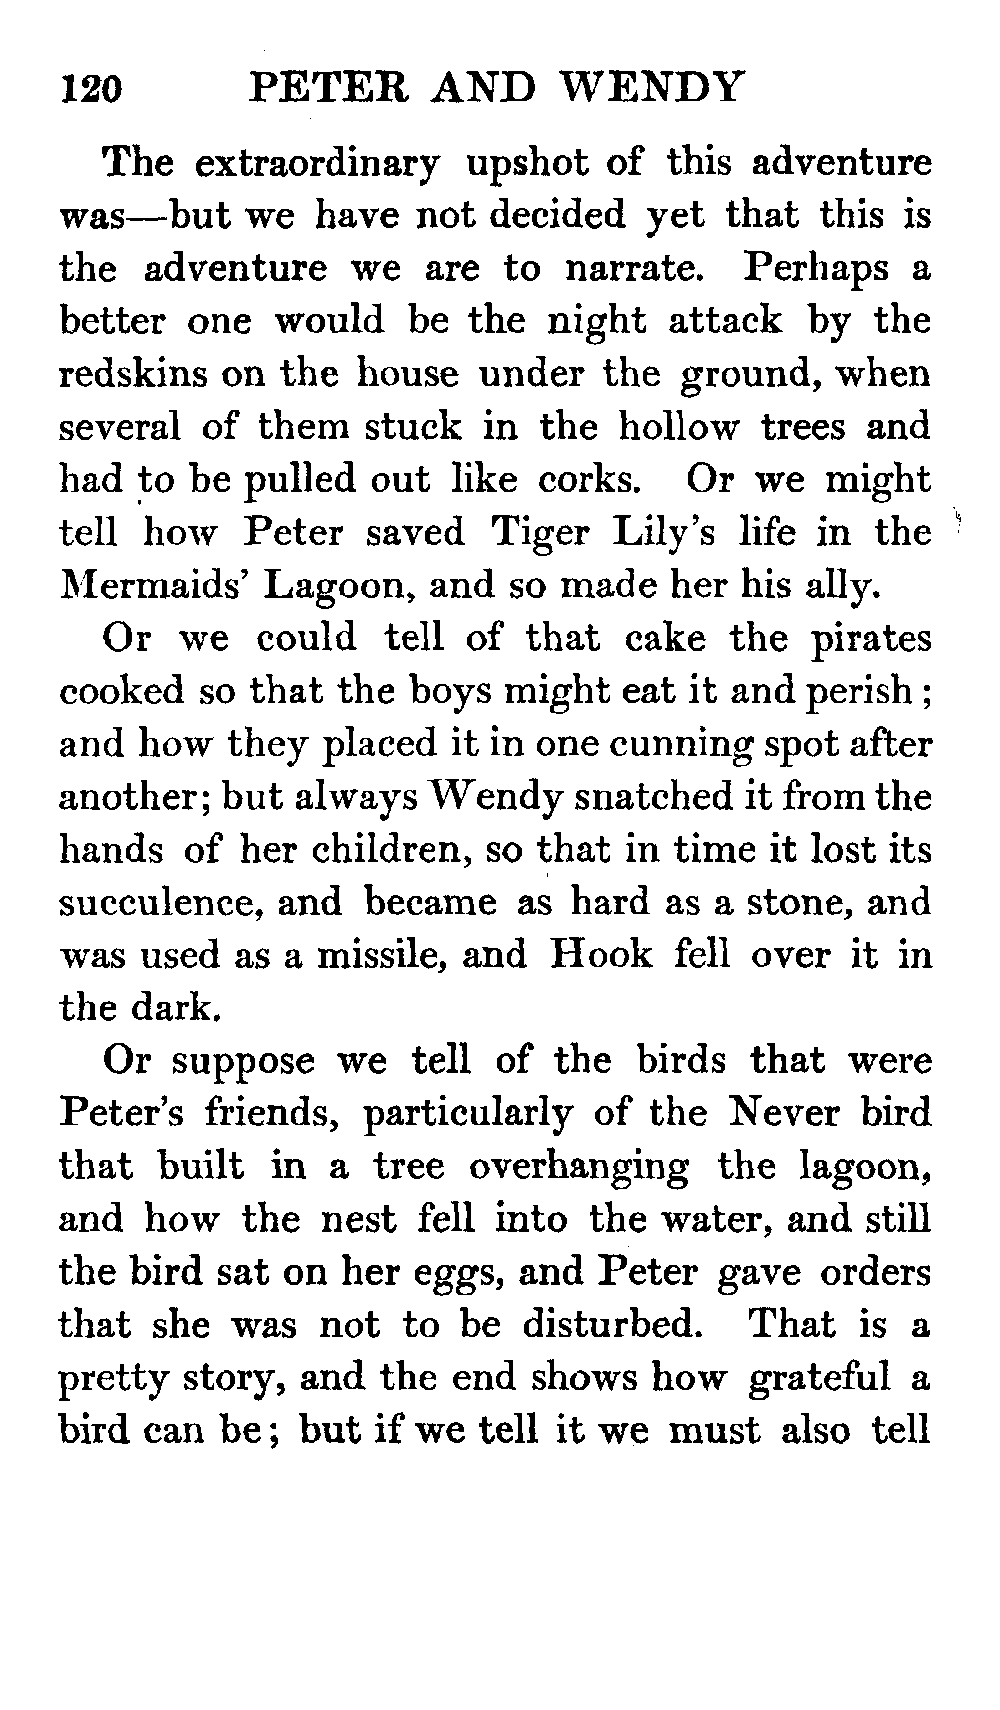 120 PETER AND WENDY
The extraordinary upshot of this adventure
was—but we have not decided yet that this is
the adventure we are to narrate. Perhaps a
better one would be the night attack by the
redskins on the house under the ground, when
several of them stuck in the hollow trees and
had to be pulled out like corks. Or we might
tell how Peter saved Tiger Lily's life in the
Mermaids' Lagoon, and so made her his ally.
Or we could tell of that cake the pirates
cooked so that the boys might eat it and perish;
and how they placed it in one cunning spot after
another; but always Wendy snatched it from the
hands of her children, so that in time it lost its
succulence, and became as hard as a stone, and
was used as a missile, and Hook fell over it in
the dark.
Or suppose we tell of the birds that were
Peter's friends, particularly of the Never bird
that built in a tree overhanging the lagoon,
and how the nest fell into the water, and still
the bird sat on her eggs, and Peter gave orders
that she was not to be disturbed. That is a
pretty story, and the end shows how grateful a
bird can be; but if we tell it we must also tell